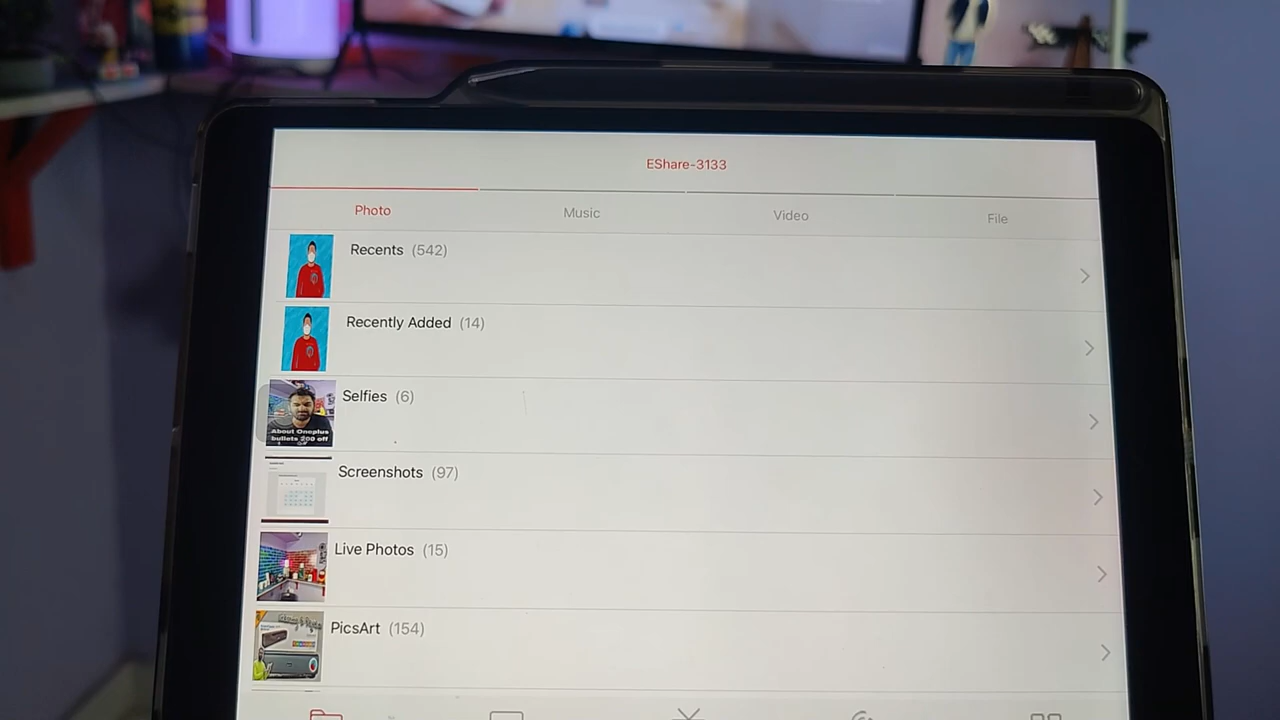 EShare-3133
Photo
Music
Video
File
Recents (542)
Recently Added (14)
Selfies (6)
About Oneplus
bullets 200 off
Screenshots (97)
Live Photos (15)
PicsArt (154)